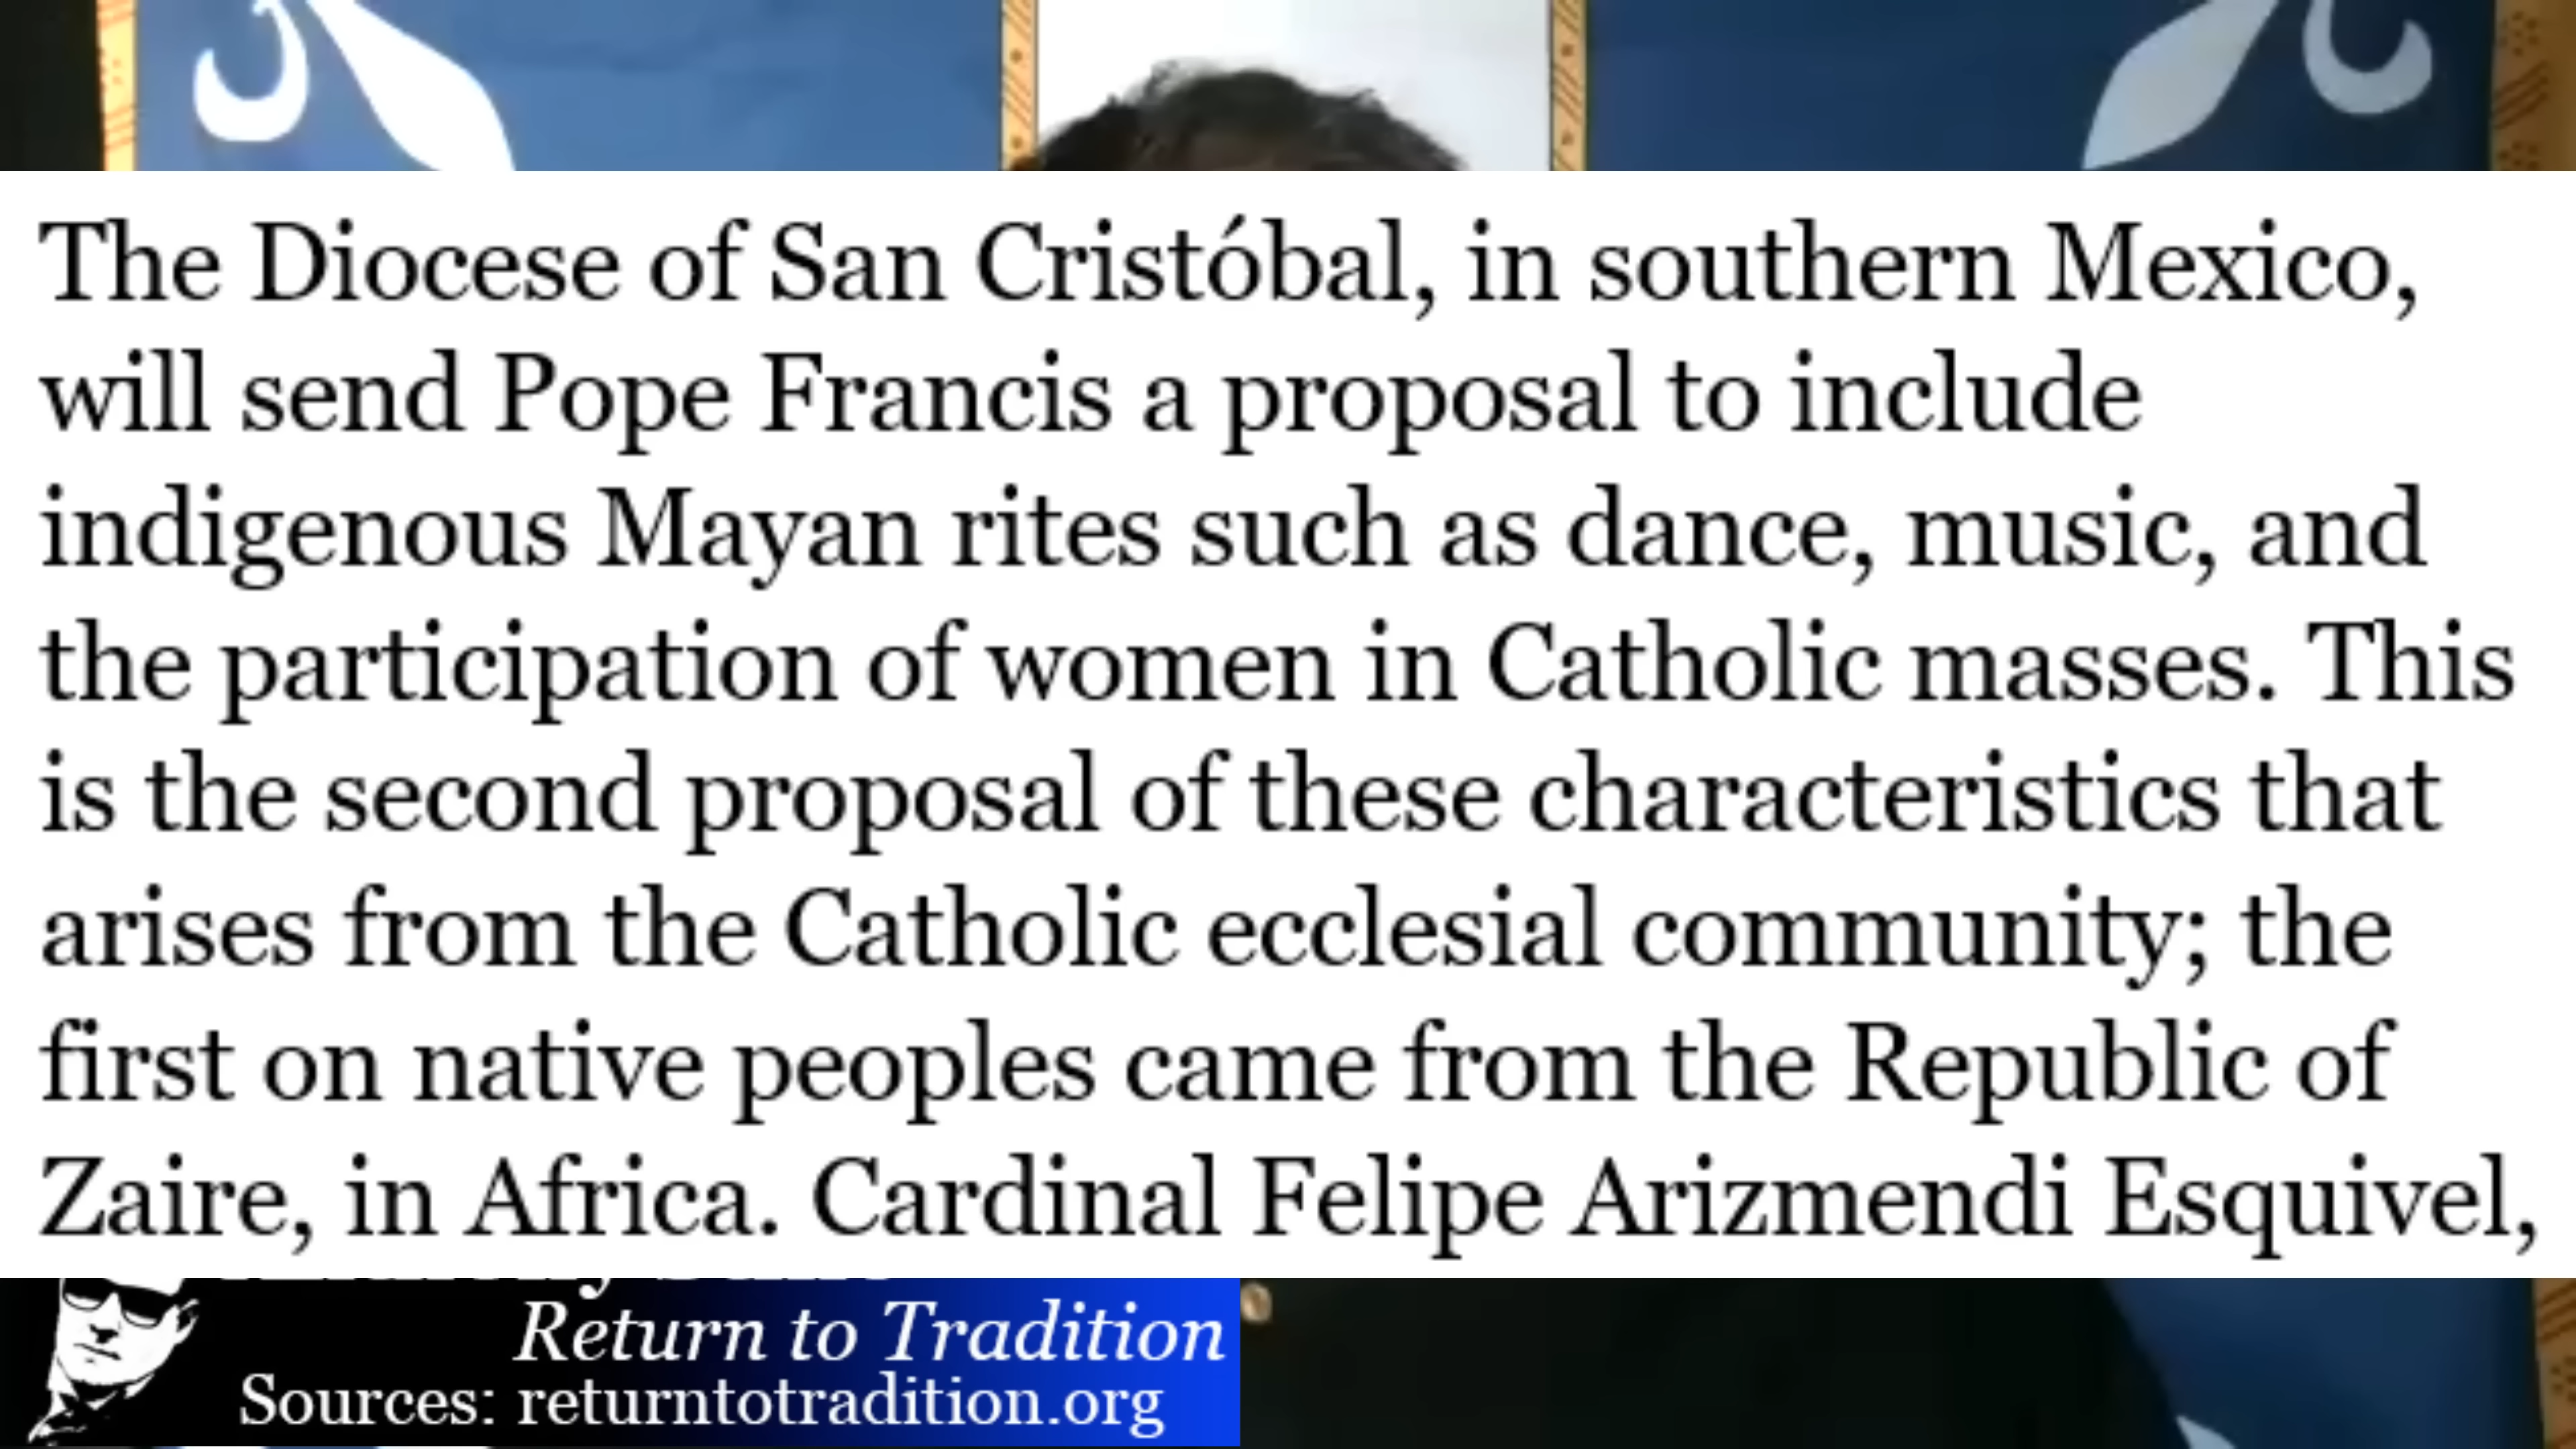 The Diocese of San Cristóbal, in southern Mexico,
will send Pope Francis a proposal to include
indigenous Mayan rites such as dance, music, and
the participation of women in Catholic masses. This
is the second proposal of these characteristics that
arises from the Catholic ecclesial community; the
first on native peoples came from the Republic of
Zaire, in Africa. Cardinal Felipe Arizmendi Esquivel,
Return to Tradition
Sources: returntotradition.org